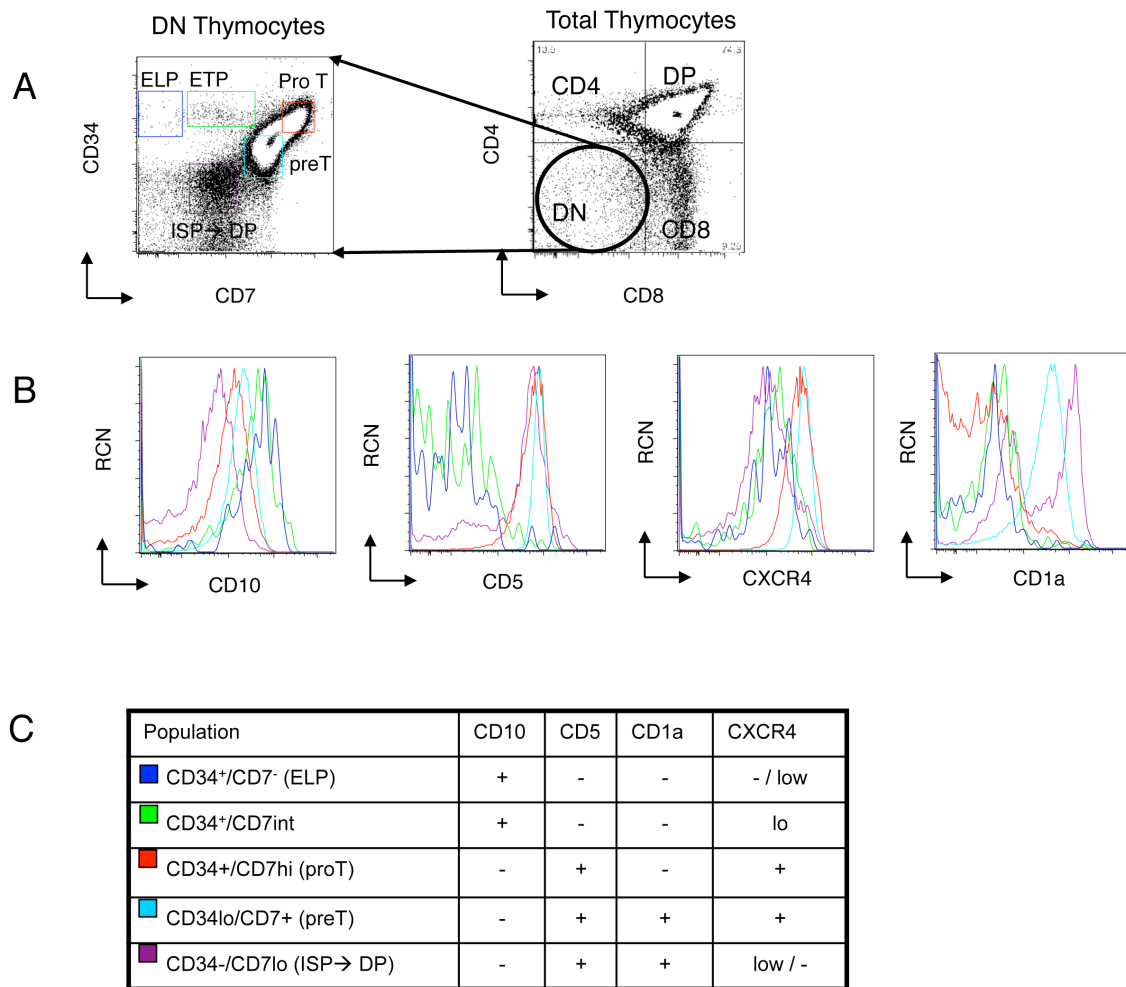 A
DN Thymocytes
Total Thymocytes
ELP
ETP
Pro T
preT
ISP→ DP
CD34
CD7
13.5
74.3
CD4
DP
DN
CD8
9.25
CD4
CD8
B
RCN
CD10
RCN
CD5
RCN
CXCR4
RCN
CD1a
C
Population CD10 CD5 CD1a CXCR4
CD34⁺/CD7⁻ (ELP) + - - - / low
CD34⁺/CD7int + - - lo
CD34+/CD7hi (proT) - + - +
CD34lo/CD7+ (preT) - + + +
CD34-/CD7lo (ISP→ DP) - + + low / -